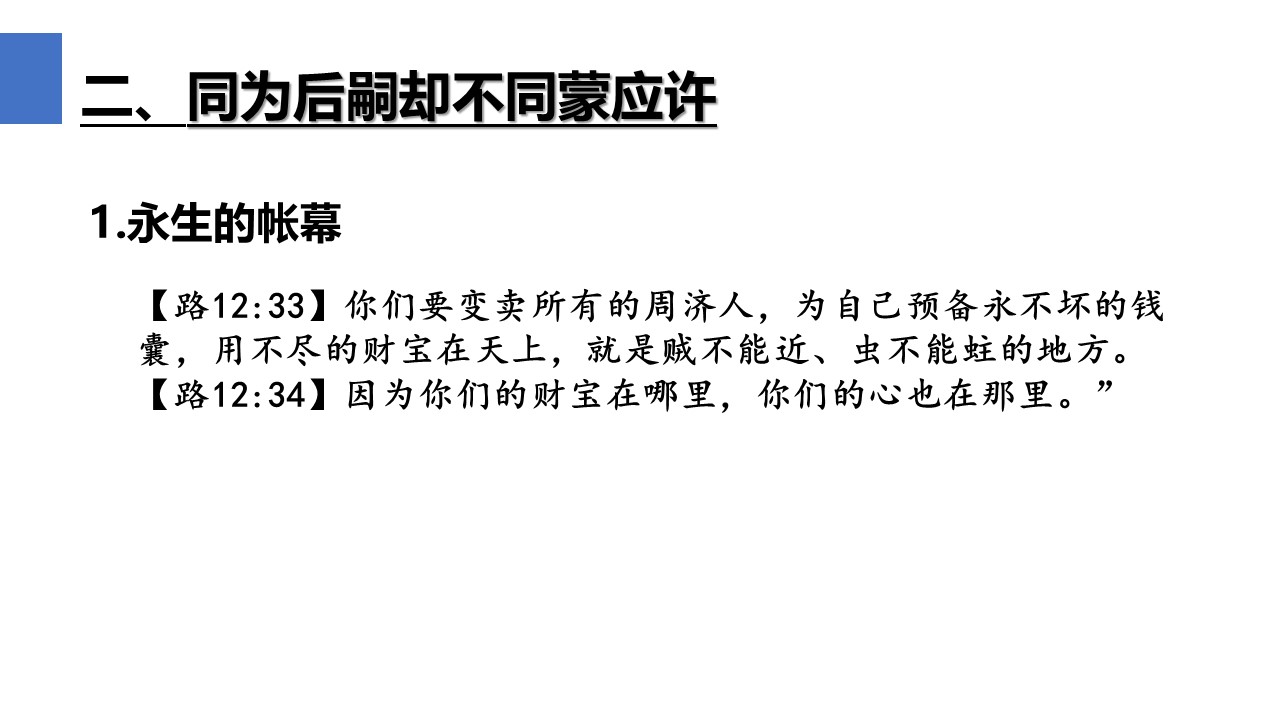 二、同为后嗣却不同蒙应许
1.永生的帐幕
【路12:33】你们要变卖所有的周济人，为自己预备永不坏的钱
囊，用不尽的财宝在天上，就是贼不能近、虫不能蛀的地方。
【路12:34】因为你们的财宝在哪里，你们的心也在那里。”